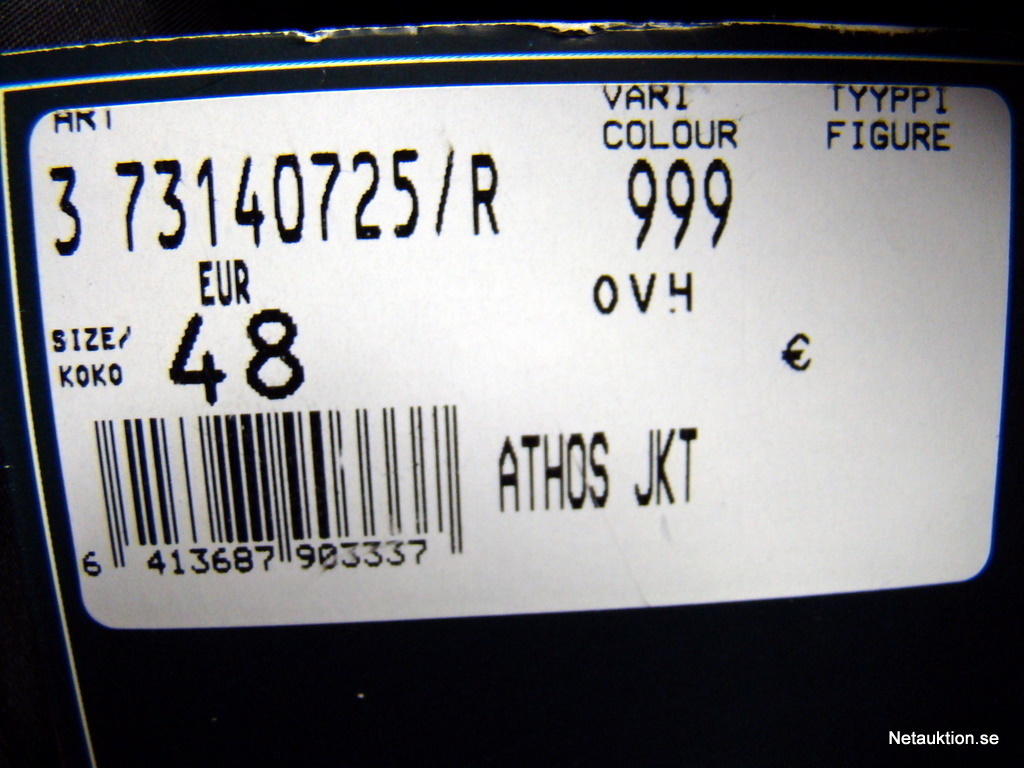 ART
VARI
TYYPPI
COLOUR
FIGURE
3 73140725/R
999
EUR
OVH
SIZE/
KOKO
48
€
ATHOS JKT
6 413687 903337
Netauktion.se